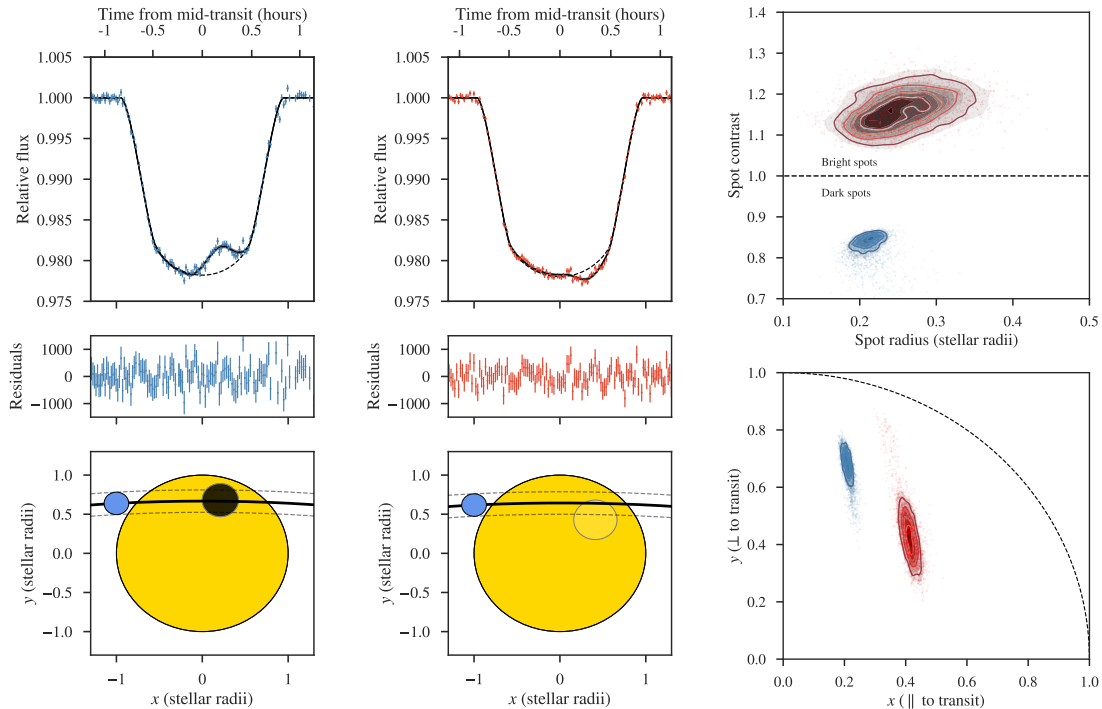 Time from mid-transit (hours)
-1 -0.5 0 0.5 1
1.005
1.000
0.995
0.990
0.985
0.980
0.975
Relative flux
1000
0
−1000
Residuals
−1 0 1
1.0
0.5
0.0
−0.5
−1.0
y (stellar radii)
−1 0 1
x (stellar radii)
Time from mid-transit (hours)
-1 -0.5 0 0.5 1
1.005
1.000
0.995
0.990
0.985
0.980
0.975
Relative flux
1000
0
−1000
Residuals
−1 0 1
1.0
0.5
0.0
−0.5
−1.0
y (stellar radii)
−1 0 1
x (stellar radii)
1.4
1.3
1.2
1.1
1.0
0.9
0.8
0.7
Spot contrast
Bright spots
Dark spots
0.1 0.2 0.3 0.4 0.5
Spot radius (stellar radii)
1.0
0.8
0.6
0.4
0.2
0.0
y (⊥ to transit)
0.0 0.2 0.4 0.6 0.8 1.0
x (∥ to transit)